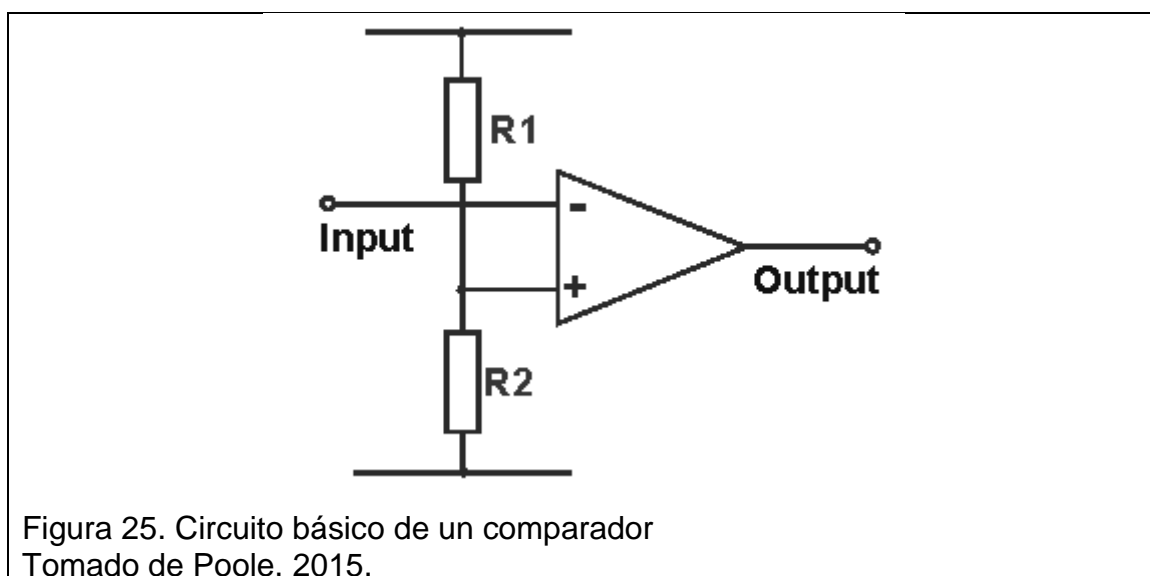 R1
-
Input
Output
+
R2
Figura 25. Circuito básico de un comparador
Tomado de Poole, 2015.